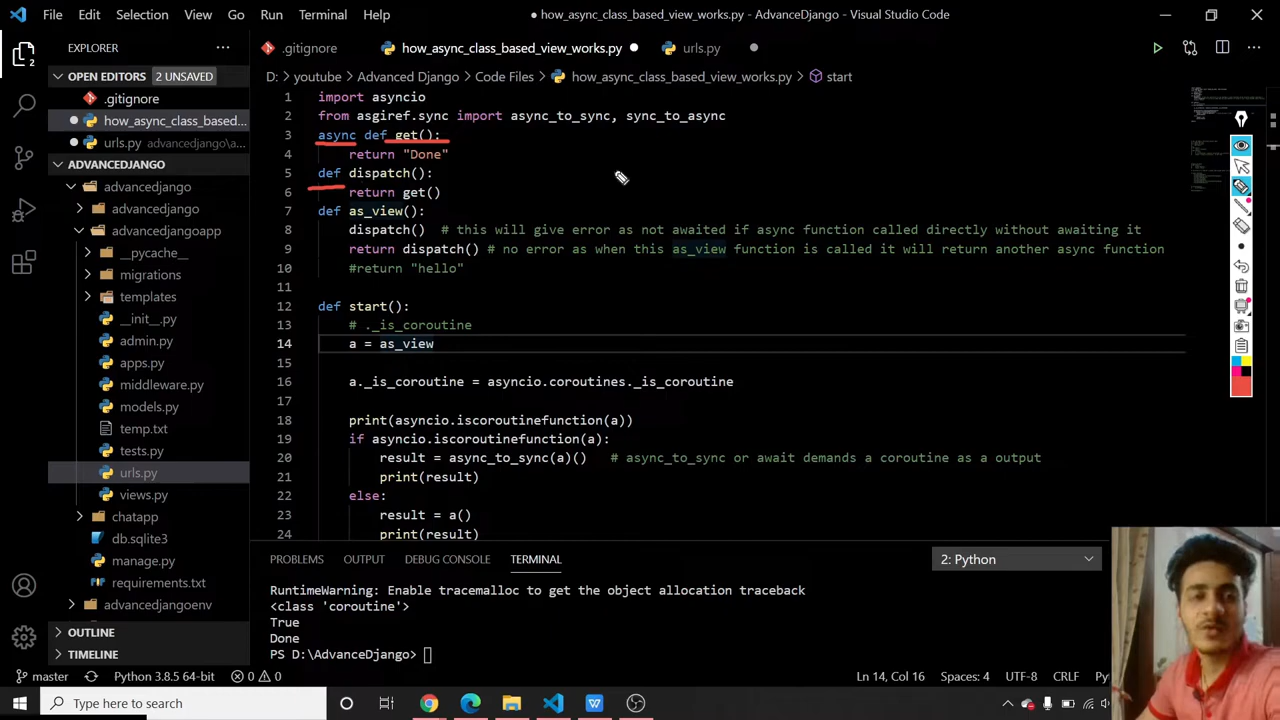 File Edit Selection View Go Run Terminal Help
how_async_class_based_view_works.py - AdvanceDjango - Visual Studio Code
EXPLORER
OPEN EDITORS 2 UNSAVED
.gitignore
how_async_class_based...
urls.py advancedjango\a...
ADVANCEDJANGO
advancedjango
advancedjango
advancedjangoapp
__pycache__
migrations
templates
__init__.py
admin.py
apps.py
middleware.py
models.py
temp.txt
tests.py
urls.py
views.py
chatapp
db.sqlite3
manage.py
requirements.txt
advancedjangoenv
OUTLINE
TIMELINE
.gitignore how_async_class_based_view_works.py urls.py
D: > youtube > Advanced Django > Code Files > how_async_class_based_view_works.py > start
1 import asyncio
2 from asgiref.sync import async_to_sync, sync_to_async
3 async def get():
4 return "Done"
5 def dispatch():
6 return get()
7 def as_view():
8 dispatch() # this will give error as not awaited if async function called directly without awaiting it
9 return dispatch() # no error as when this as_view function is called it will return another async function
10 #return "hello"
11
12 def start():
13 # ._is_coroutine
14 a = as_view
15
16 a._is_coroutine = asyncio.coroutines._is_coroutine
17
18 print(asyncio.iscoroutinefunction(a))
19 if asyncio.iscoroutinefunction(a):
20 result = async_to_sync(a)() # async_to_sync or await demands a coroutine as a output
21 print(result)
22 else:
23 result = a()
24 print(result)
PROBLEMS OUTPUT DEBUG CONSOLE TERMINAL 2: Python
RuntimeWarning: Enable tracemalloc to get the object allocation traceback
<class 'coroutine'>
True
Done
PS D:\AdvanceDjango>
master Python 3.8.5 64-bit 0 0 Ln 14, Col 16 Spaces: 4 UTF-8 CRLF Py
Type here to search